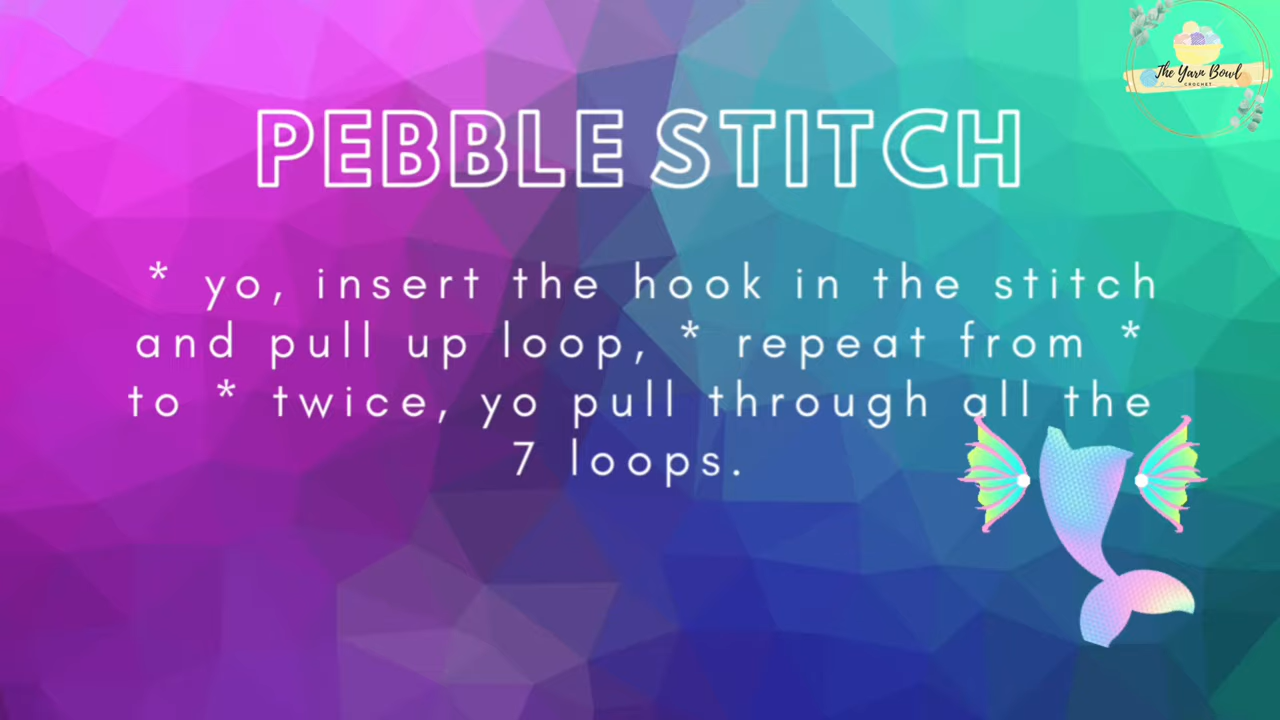 The Yarn Bowl
CROCHET
PEBBLE STITCH
* yo, insert the hook in the stitch
and pull up loop, * repeat from *
to * twice, yo pull through all the
7 loops.